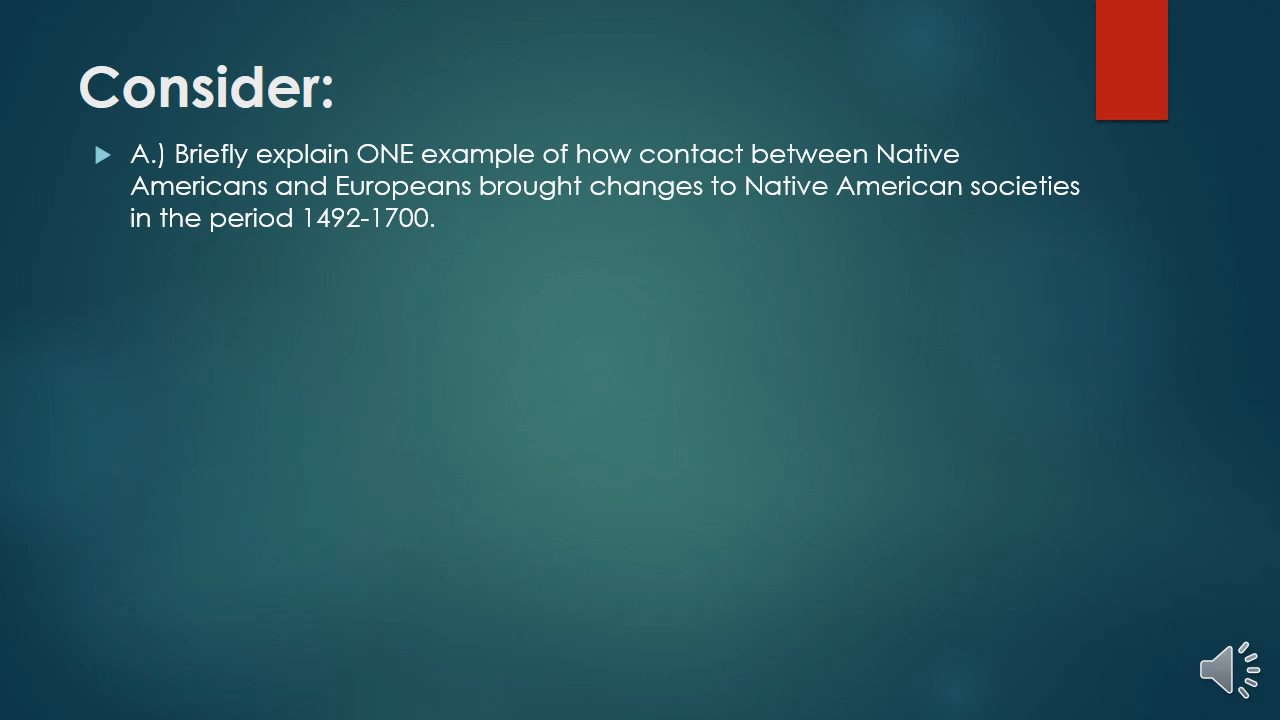 Consider:
A.) Briefly explain ONE example of how contact between Native
Americans and Europeans brought changes to Native American societies
in the period 1492-1700.